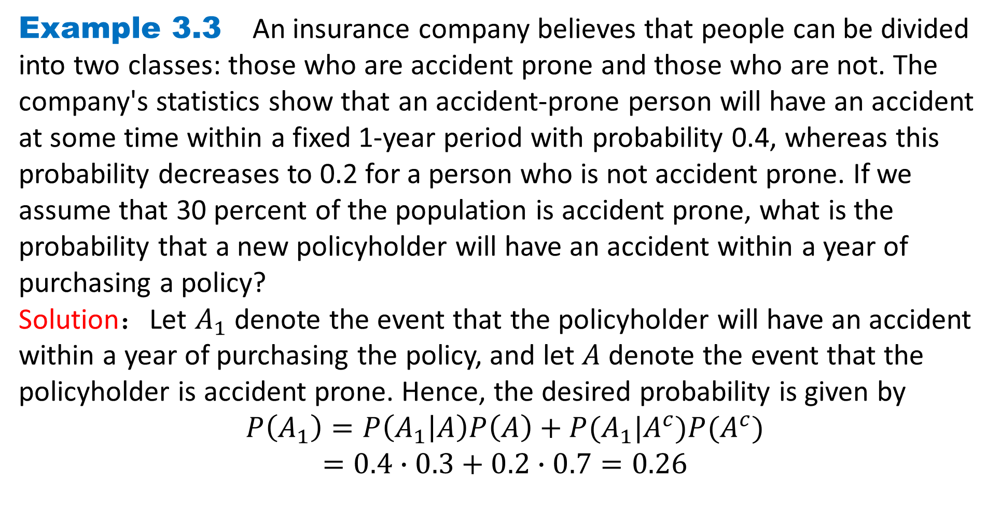 Example 3.3 An insurance company believes that people can be divided
into two classes: those who are accident prone and those who are not. The
company's statistics show that an accident-prone person will have an accident
at some time within a fixed 1-year period with probability 0.4, whereas this
probability decreases to 0.2 for a person who is not accident prone. If we
assume that 30 percent of the population is accident prone, what is the
probability that a new policyholder will have an accident within a year of
purchasing a policy?
Solution： Let A₁ denote the event that the policyholder will have an accident
within a year of purchasing the policy, and let A denote the event that the
policyholder is accident prone. Hence, the desired probability is given by
P(A₁) = P(A₁|A)P(A) + P(A₁|Aᶜ)P(Aᶜ)
= 0.4 · 0.3 + 0.2 · 0.7 = 0.26